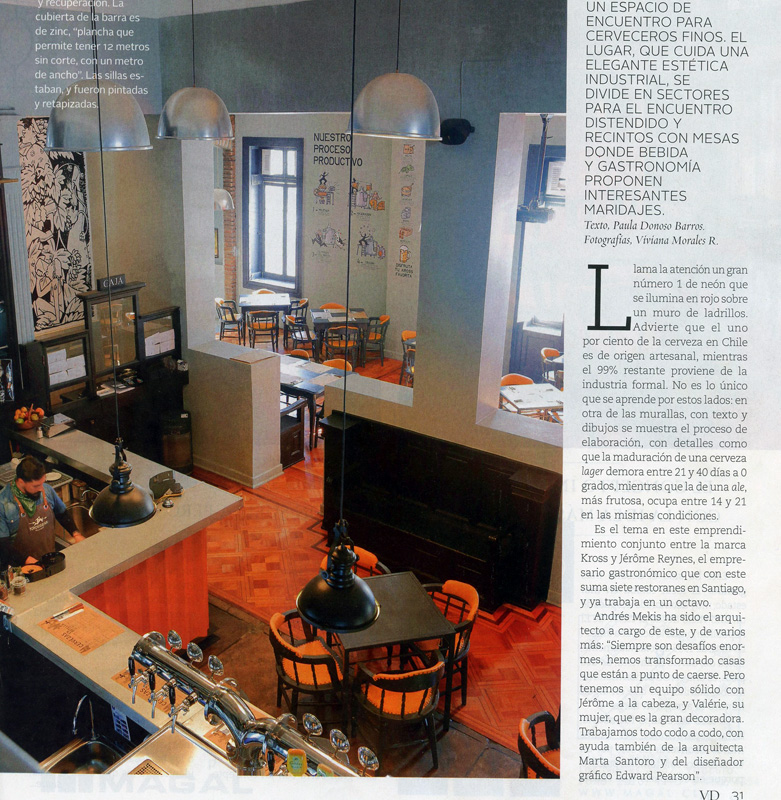 y recuperación. La
cubierta de la barra es
de zinc, “plancha que
permite tener 12 metros
sin corte, con un metro
de ancho”. Las sillas es-
taban, y fueron pintadas
y retapizadas.
NUESTRO
PROCESO
PRODUCTIVO
DISFRUTA
TU KROSS
FAVORITA
CAJA
UN ESPACIO DE
ENCUENTRO PARA
CERVECEROS FINOS. EL
LUGAR, QUE CUIDA UNA
ELEGANTE ESTÉTICA
INDUSTRIAL, SE
DIVIDE EN SECTORES
PARA EL ENCUENTRO
DISTENDIDO Y
RECINTOS CON MESAS
DONDE BEBIDA
Y GASTRONOMÍA
PROPONEN
INTERESANTES
MARIDAJES.
Texto, Paula Donoso Barros.
Fotografías, Viviana Morales R.
Llama la atención un gran
número 1 de neón que
se ilumina en rojo sobre
un muro de ladrillos.
Advierte que el uno
por ciento de la cerveza en Chile
es de origen artesanal, mientras
el 99% restante proviene de la
industria formal. No es lo único
que se aprende por estos lados: en
otra de las murallas, con texto y
dibujos se muestra el proceso de
elaboración, con detalles como
que la maduración de una cerveza
lager demora entre 21 y 40 días a 0
grados, mientras que la de una ale,
más frutosa, ocupa entre 14 y 21
en las mismas condiciones.
Es el tema en este emprendi-
miento conjunto entre la marca
Kross y Jérôme Reynes, el empre-
sario gastronómico que con este
suma siete restoranes en Santiago,
y ya trabaja en un octavo.
Andrés Mekis ha sido el arqui-
tecto a cargo de este, y de varios
más: “Siempre son desafíos enor-
mes, hemos transformado casas
que están a punto de caerse. Pero
tenemos un equipo sólido con
Jérôme a la cabeza, y Valérie, su
mujer, que es la gran decoradora.
Trabajamos todo codo a codo, con
ayuda también de la arquitecta
Marta Santoro y del diseñador
gráfico Edward Pearson”.
VD 31